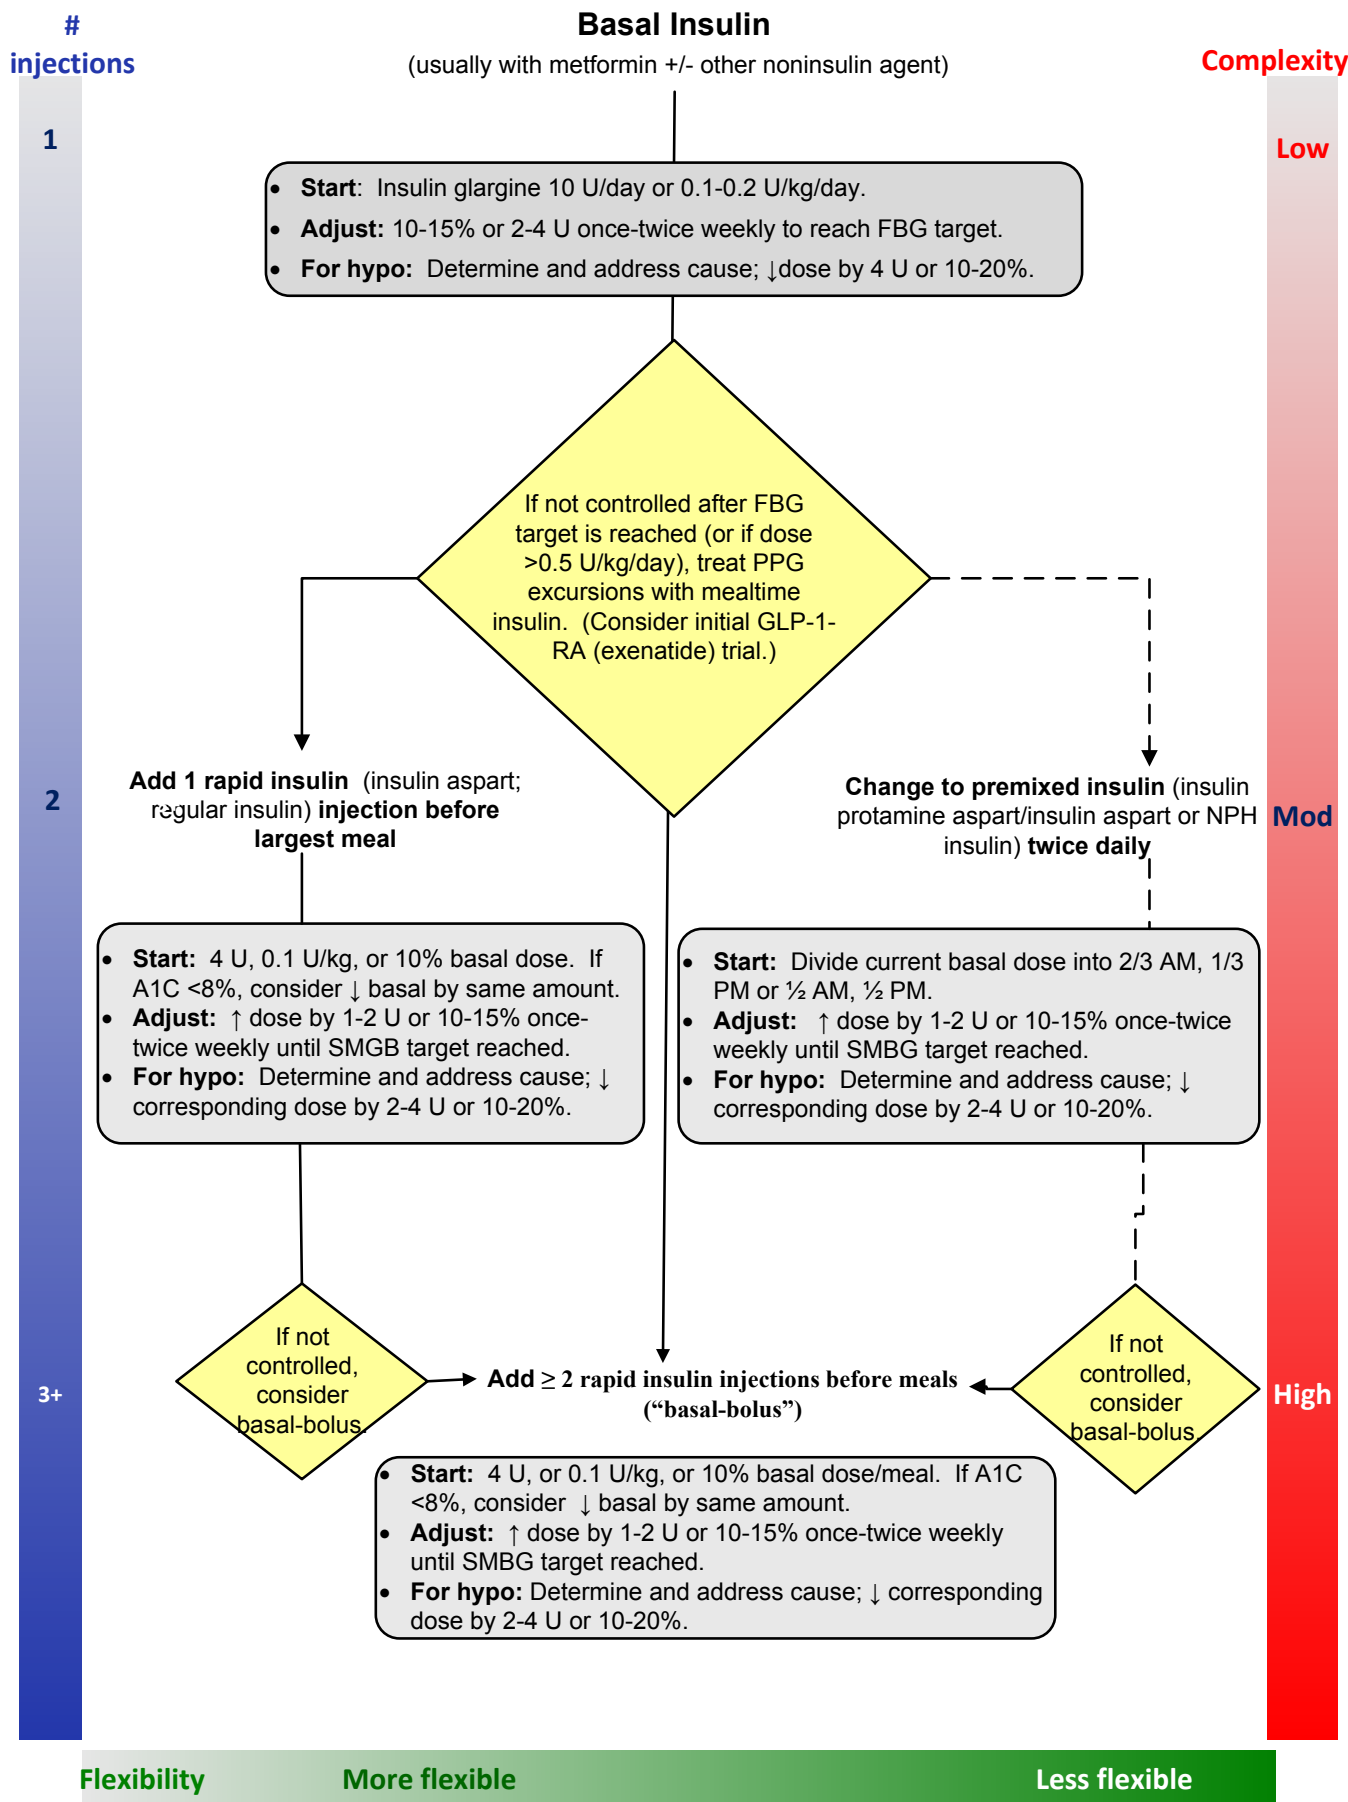 #
injections
Basal Insulin
(usually with metformin +/- other noninsulin agent)
Complexity
1
Low
• Start: Insulin glargine 10 U/day or 0.1-0.2 U/kg/day.
• Adjust: 10-15% or 2-4 U once-twice weekly to reach FBG target.
• For hypo: Determine and address cause; ↓dose by 4 U or 10-20%.
If not controlled after FBG
target is reached (or if dose
>0.5 U/kg/day), treat PPG
excursions with mealtime
insulin. (Consider initial GLP-1-
RA (exenatide) trial.)
2
Add 1 rapid insulin (insulin aspart;
regular insulin) injection before
largest meal
Change to premixed insulin (insulin
protamine aspart/insulin aspart or NPH
insulin) twice daily
Mod
• Start: 4 U, 0.1 U/kg, or 10% basal dose. If
A1C <8%, consider ↓ basal by same amount.
• Adjust: ↑ dose by 1-2 U or 10-15% once-
twice weekly until SMGB target reached.
• For hypo: Determine and address cause; ↓
corresponding dose by 2-4 U or 10-20%.
• Start: Divide current basal dose into 2/3 AM, 1/3
PM or ½ AM, ½ PM.
• Adjust: ↑ dose by 1-2 U or 10-15% once-twice
weekly until SMBG target reached.
• For hypo: Determine and address cause; ↓
corresponding dose by 2-4 U or 10-20%.
3+
If not
controlled,
consider
basal-bolus.
Add ≥ 2 rapid insulin injections before meals
(“basal-bolus”)
If not
controlled,
consider
basal-bolus.
High
• Start: 4 U, or 0.1 U/kg, or 10% basal dose/meal. If A1C
<8%, consider ↓ basal by same amount.
• Adjust: ↑ dose by 1-2 U or 10-15% once-twice weekly
until SMBG target reached.
• For hypo: Determine and address cause; ↓ corresponding
dose by 2-4 U or 10-20%.
Flexibility
More flexible
Less flexible